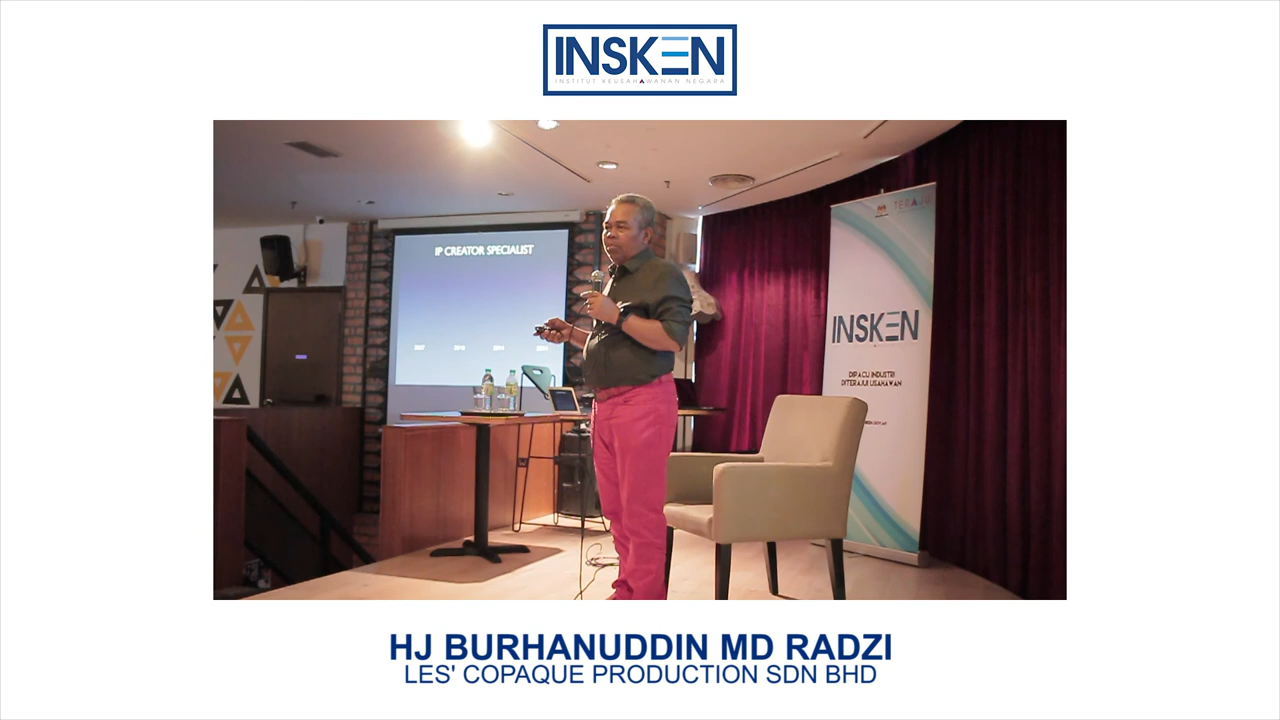 INSKEN
INSTITUT KEUSAHAWANAN NEGARA
IP CREATOR SPECIALIST
2007
TERAJU
INSKEN
DIPACU INDUSTRI
DITERAJUI USAHAWAN
HJ BURHANUDDIN MD RADZI
LES' COPAQUE PRODUCTION SDN BHD